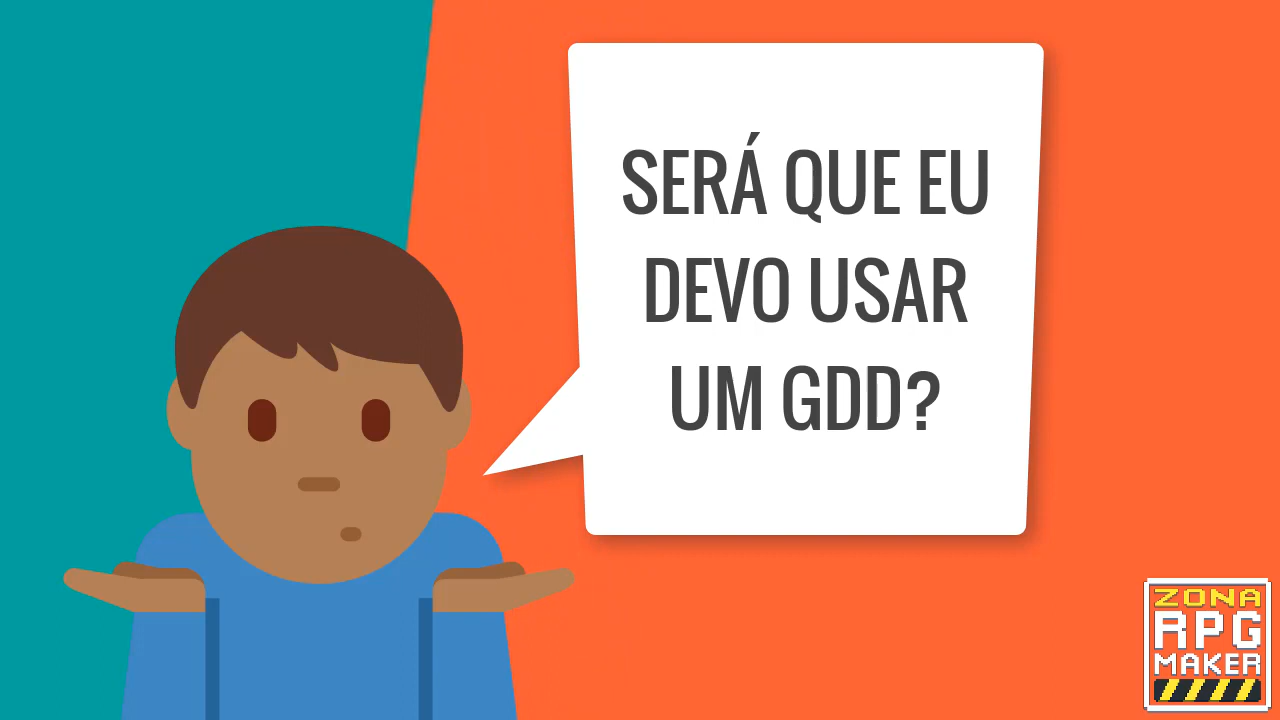 SERÁ QUE EU
DEVO USAR
UM GDD?
ZONA
RPG
MAKER